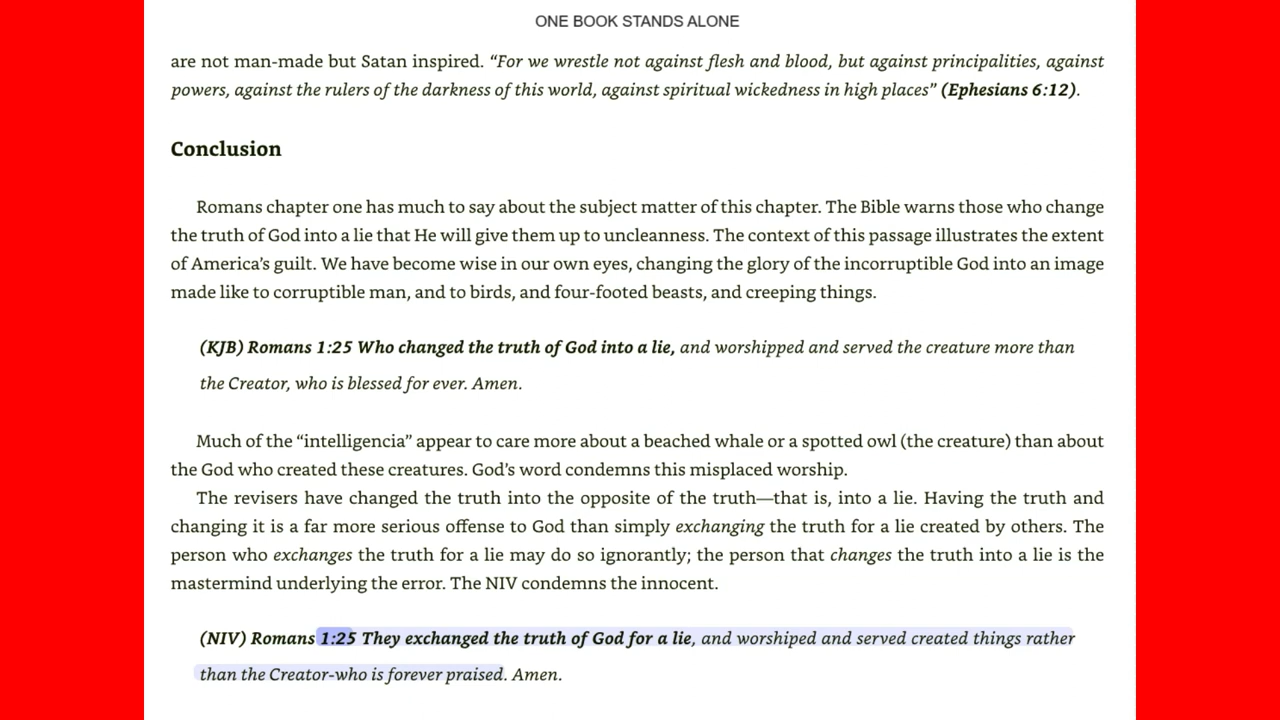 ONE BOOK STANDS ALONE
are not man-made but Satan inspired. “For we wrestle not against flesh and blood, but against principalities, against
powers, against the rulers of the darkness of this world, against spiritual wickedness in high places” (Ephesians 6:12).
Conclusion
Romans chapter one has much to say about the subject matter of this chapter. The Bible warns those who change
the truth of God into a lie that He will give them up to uncleanness. The context of this passage illustrates the extent
of America’s guilt. We have become wise in our own eyes, changing the glory of the incorruptible God into an image
made like to corruptible man, and to birds, and four-footed beasts, and creeping things.
(KJB) Romans 1:25 Who changed the truth of God into a lie, and worshipped and served the creature more than
the Creator, who is blessed for ever. Amen.
Much of the “intelligencia” appear to care more about a beached whale or a spotted owl (the creature) than about
the God who created these creatures. God’s word condemns this misplaced worship.
The revisers have changed the truth into the opposite of the truth—that is, into a lie. Having the truth and
changing it is a far more serious offense to God than simply exchanging the truth for a lie created by others. The
person who exchanges the truth for a lie may do so ignorantly; the person that changes the truth into a lie is the
mastermind underlying the error. The NIV condemns the innocent.
(NIV) Romans 1:25 They exchanged the truth of God for a lie, and worshiped and served created things rather
than the Creator-who is forever praised. Amen.